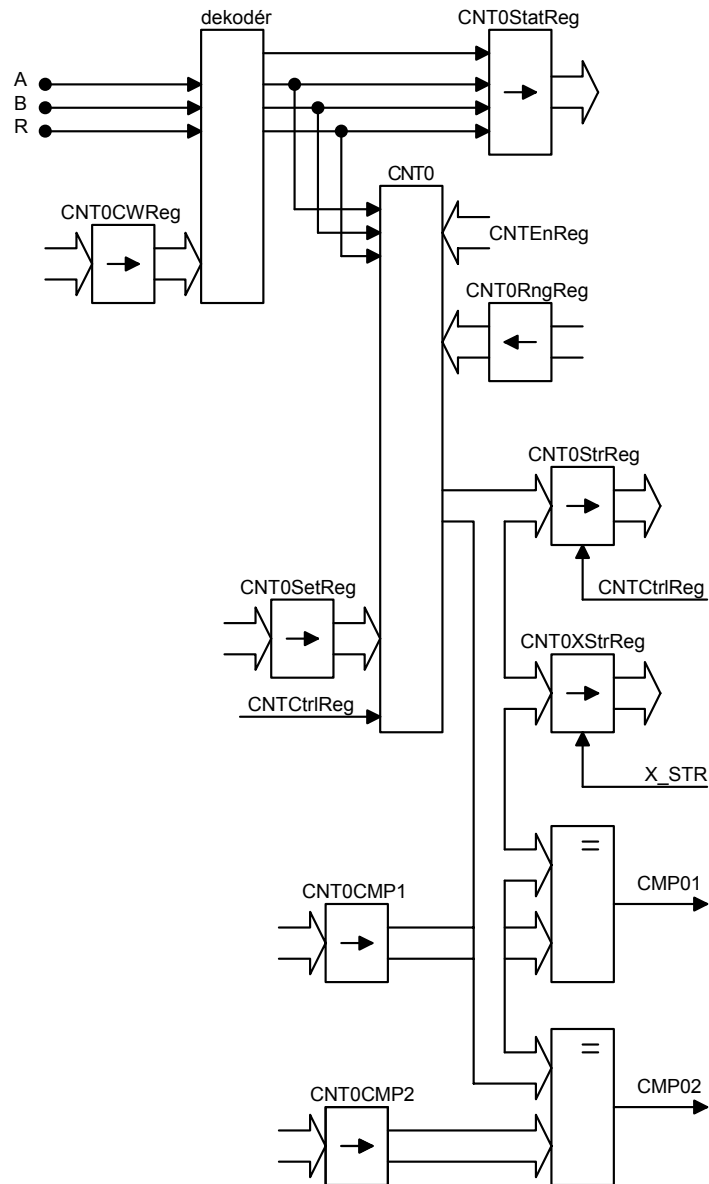 dekodér
CNT0StatReg
A
B
R
CNT0
CNT0CWReg
CNTEnReg
CNT0RngReg
CNT0StrReg
CNTCtrlReg
CNT0SetReg
CNT0XStrReg
CNTCtrlReg
X_STR
=
CMP01
CNT0CMP1
=
CMP02
CNT0CMP2